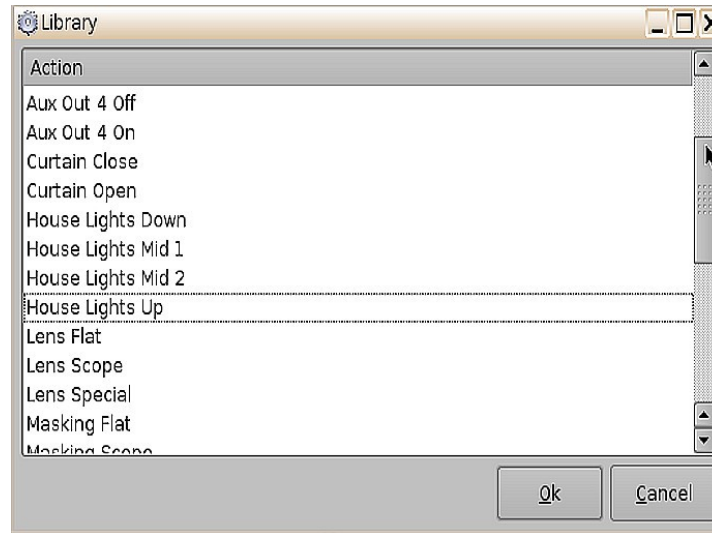 Library
Action
Aux Out 4 Off
Aux Out 4 On
Curtain Close
Curtain Open
House Lights Down
House Lights Mid 1
House Lights Mid 2
House Lights Up
Lens Flat
Lens Scope
Lens Special
Masking Flat
Masking Scope
Ok
Cancel